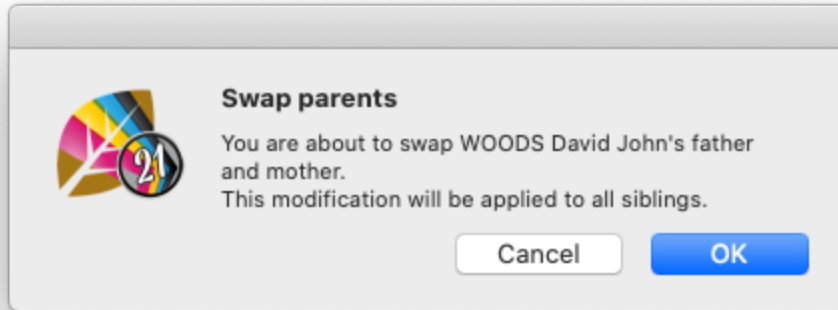 Swap parents
You are about to swap WOODS David John's father
and mother.
This modification will be applied to all siblings.
21
Cancel
OK